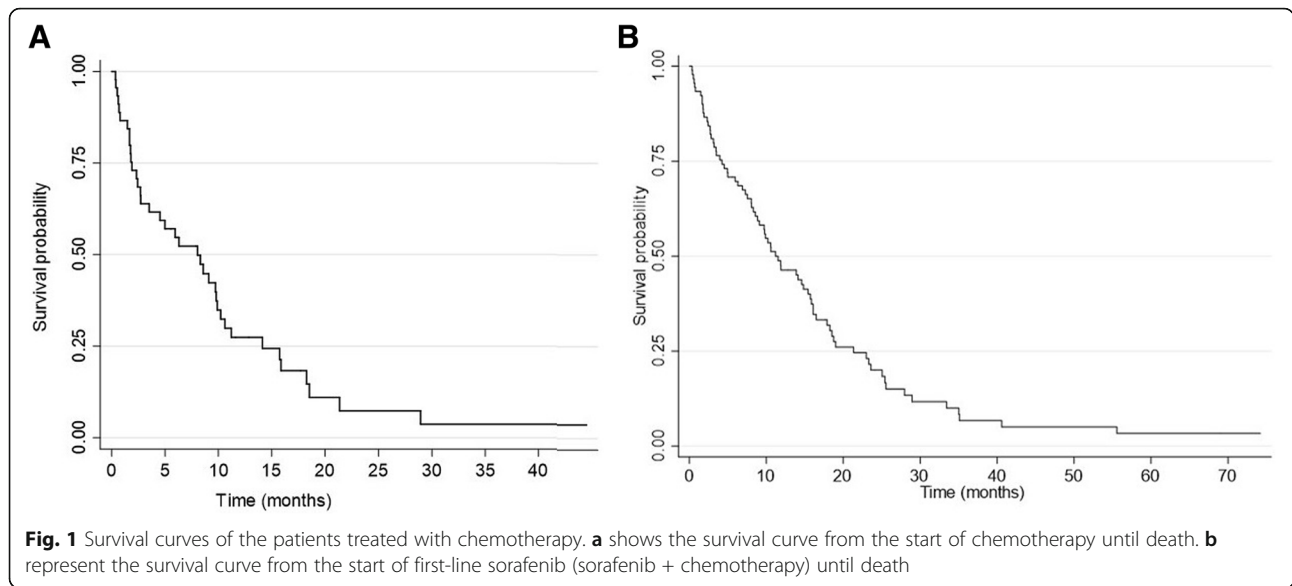 A
B
Survival probability
1.00
0.75
0.50
0.25
0.00
0 5 10 15 20 25 30 35 40
Time (months)
Survival probability
1.00
0.75
0.50
0.25
0.00
0 10 20 30 40 50 60 70
Time (months)
Fig. 1 Survival curves of the patients treated with chemotherapy. a shows the survival curve from the start of chemotherapy until death. b
represent the survival curve from the start of first-line sorafenib (sorafenib + chemotherapy) until death